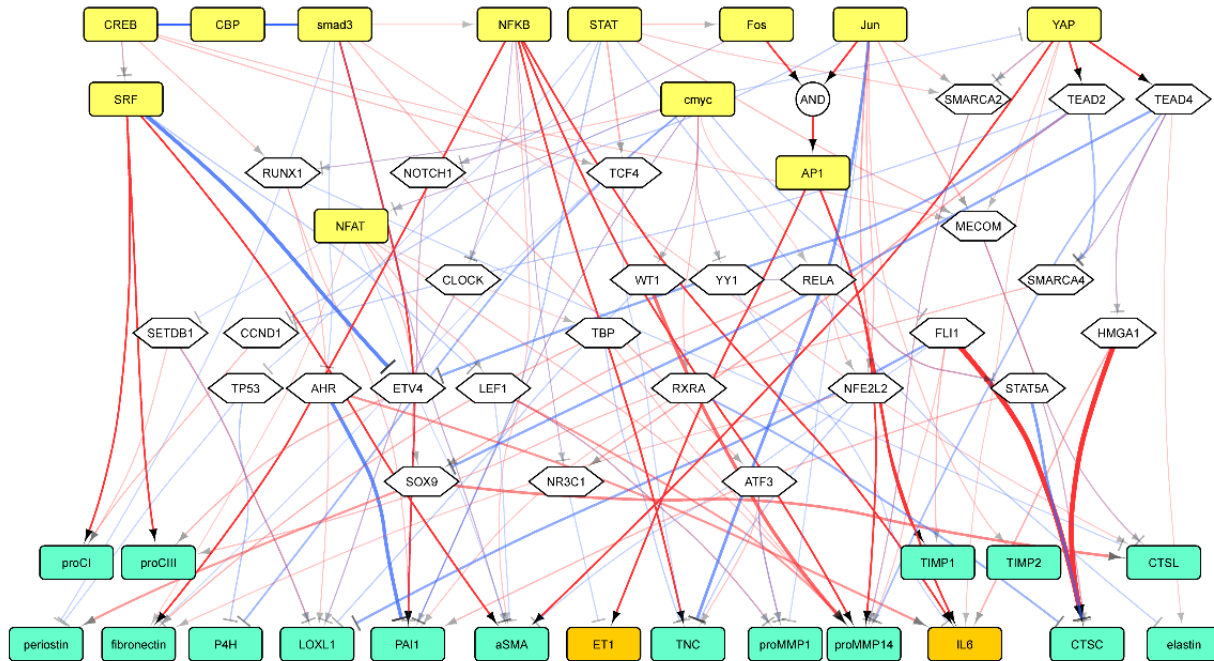 CREB
CBP
smad3
NFKB
STAT
Fos
Jun
YAP
SRF
cmyc
AND
SMARCA2
TEAD2
TEAD4
RUNX1
NOTCH1
TCF4
AP1
NFAT
MECOM
CLOCK
WT1
YY1
RELA
SMARCA4
SETDB1
CCND1
TBP
FLI1
HMGA1
TP53
AHR
ETV4
LEF1
RXRA
NFE2L2
STAT5A
SOX9
NR3C1
ATF3
proCI
proCIII
TIMP1
TIMP2
CTSL
periostin
fibronectin
P4H
LOXL1
PAI1
aSMA
ET1
TNC
proMMP1
proMMP14
IL6
CTSC
elastin